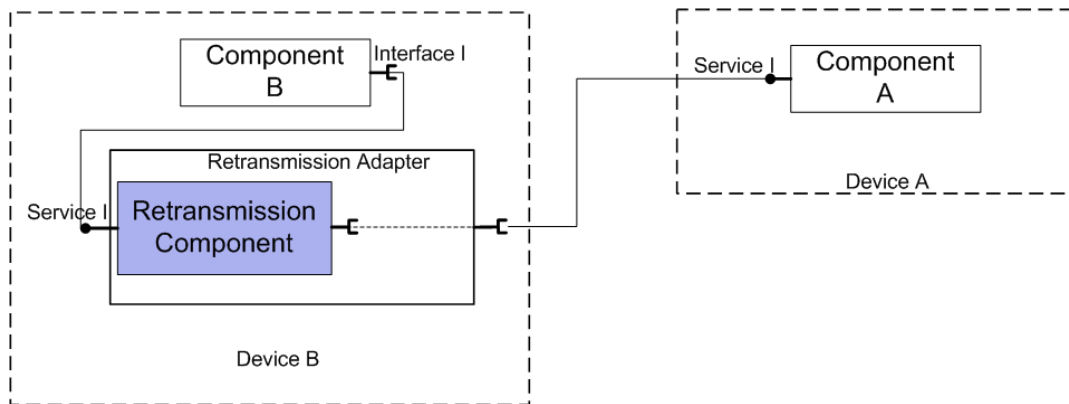 Component
B
Interface I
Service I
Component
A
Device A
Retransmission Adapter
Service I
Retransmission
Component
Device B